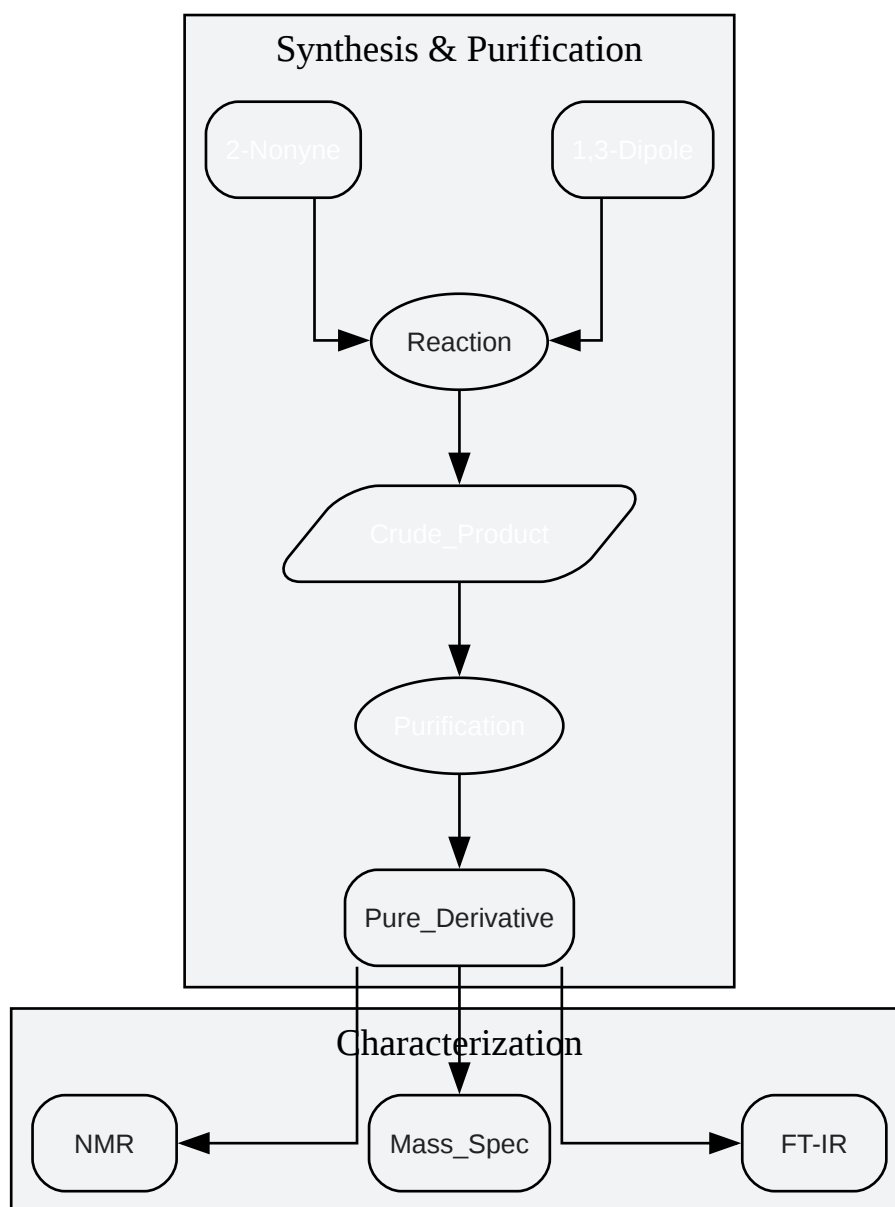 Synthesis & Purification
2-Nonyne
1,3-Dipole
Reaction
Crude_Product
Purification
Pure_Derivative
Characterization
NMR
Mass_Spec
FT-IR